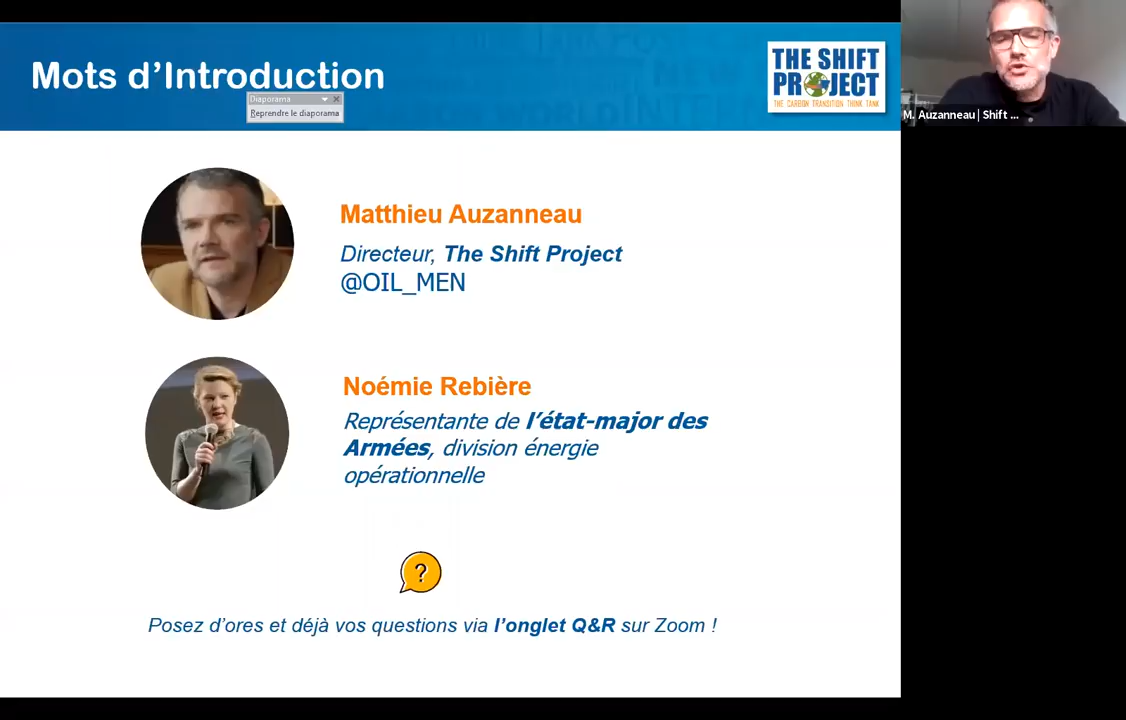 Mots d’Introduction
THE SHIFT
PROJECT
THE CARBON TRANSITION THINK TANK
Diaporama
Reprendre le diaporama
M. Auzanneau | Shift ...
Matthieu Auzanneau
Directeur, The Shift Project
@OIL_MEN
Noémie Rebière
Représentante de l’état-major des
Armées, division énergie
opérationnelle
?
Posez d’ores et déjà vos questions via l’onglet Q&R sur Zoom !